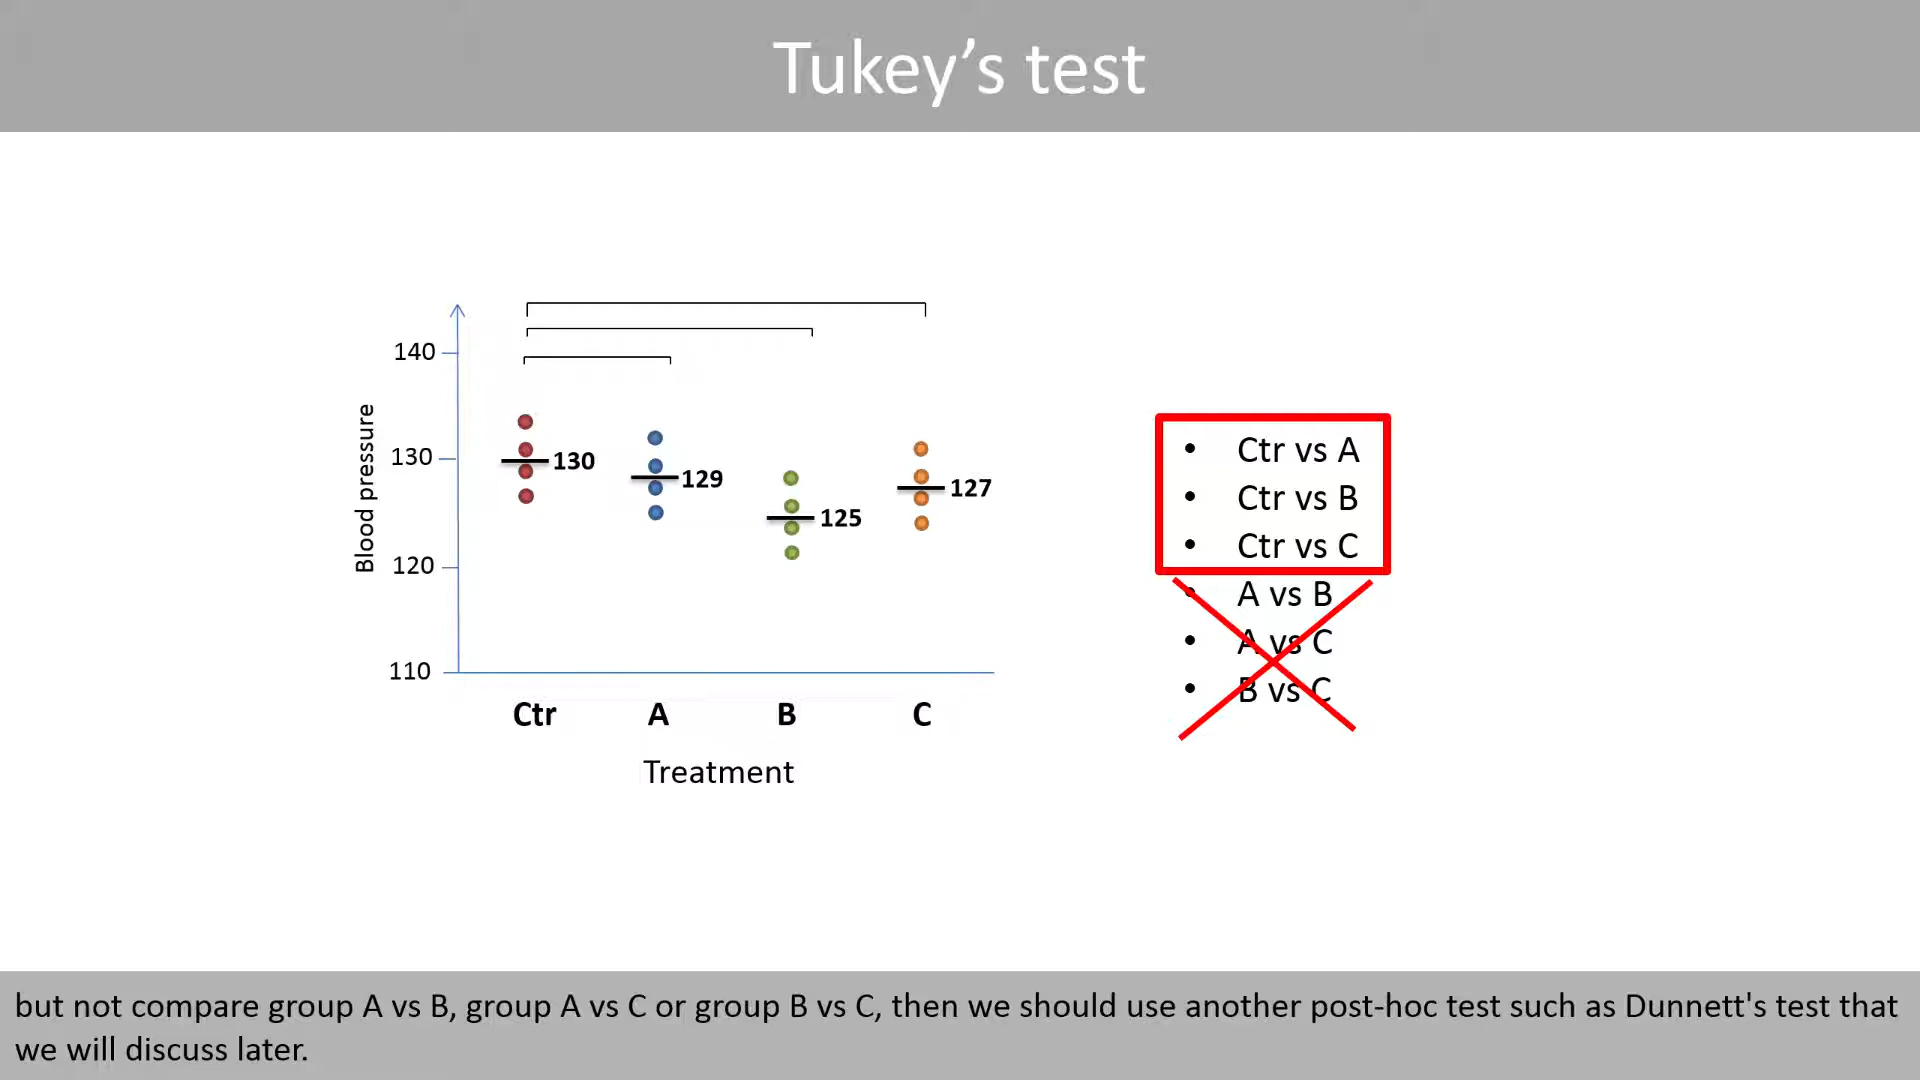 Tukey’s test
140
130
120
110
Blood pressure
130
129
125
127
Ctr A B C
Treatment
• Ctr vs A
• Ctr vs B
• Ctr vs C
• A vs B
• A vs C
• B vs C
but not compare group A vs B, group A vs C or group B vs C, then we should use another post-hoc test such as Dunnett's test that
we will discuss later.